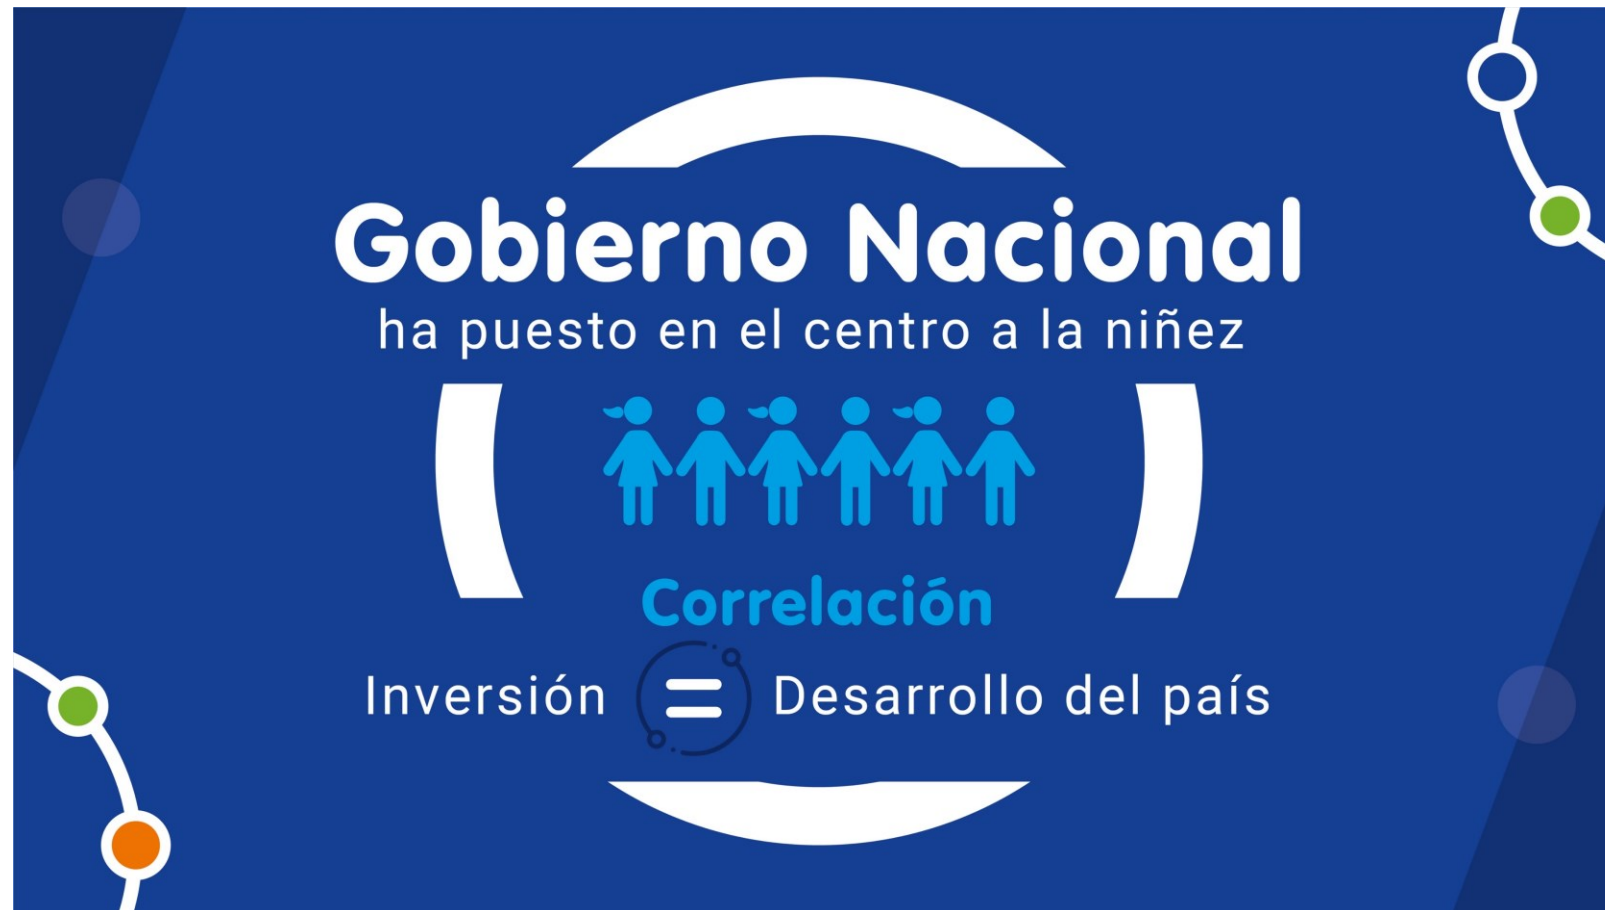 Gobierno Nacional
ha puesto en el centro a la niñez
Correlación
Inversión = Desarrollo del país